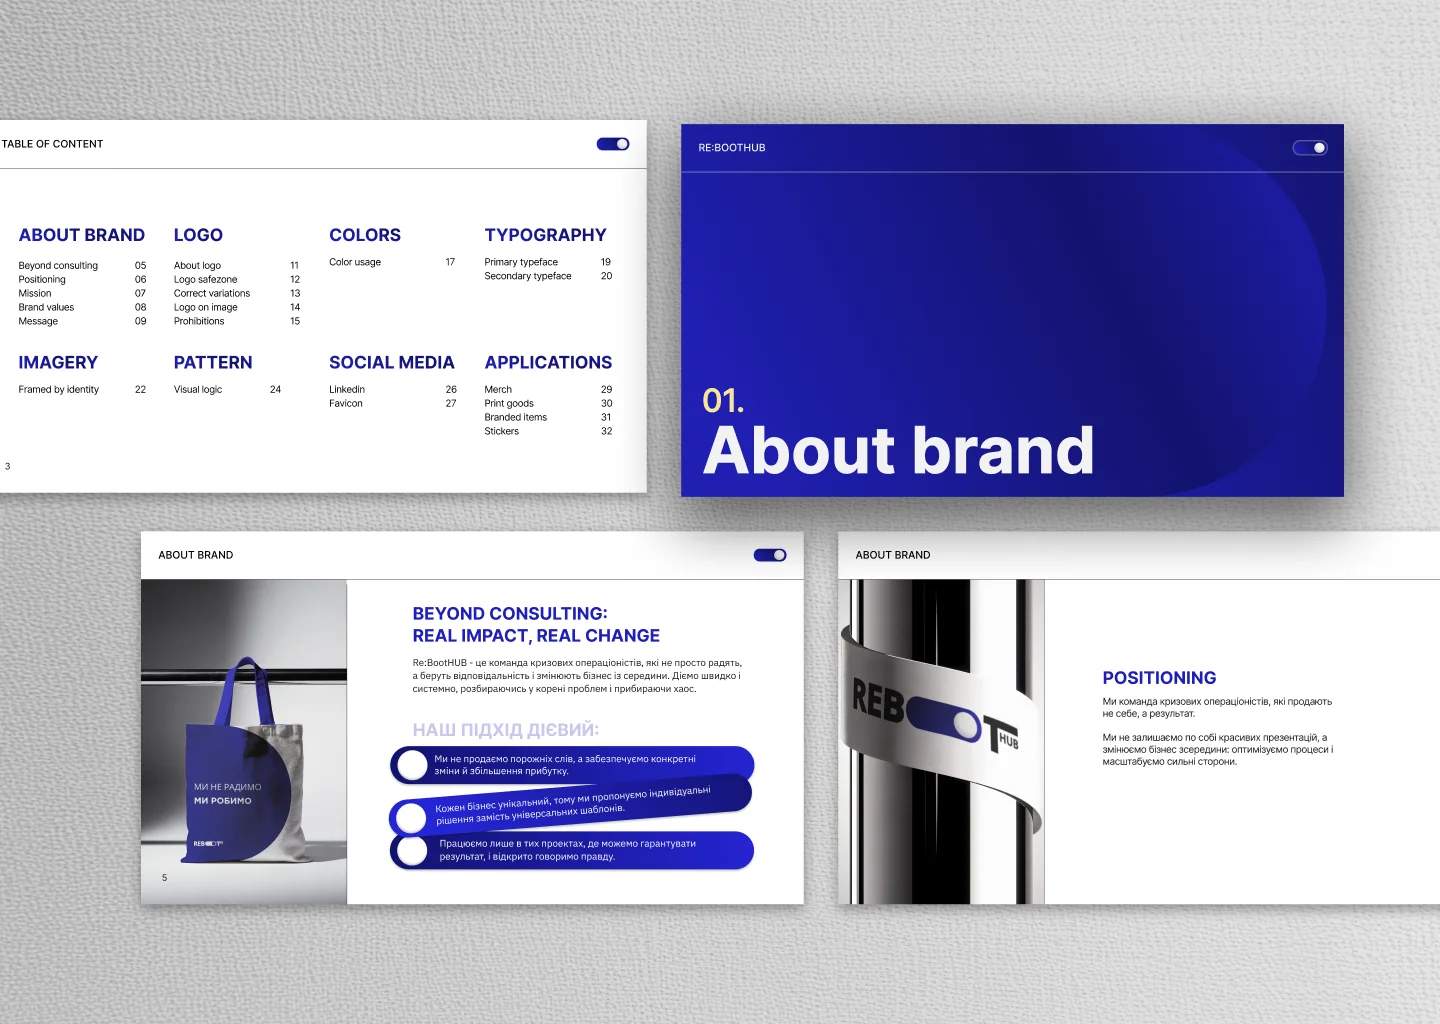 TABLE OF CONTENT
ABOUT BRAND
Beyond consulting 05
Positioning 06
Mission 07
Brand values 08
Message 09
LOGO
About logo 11
Logo safezone 12
Correct variations 13
Logo on image 14
Prohibitions 15
COLORS
Color usage 17
TYPOGRAPHY
Primary typeface 19
Secondary typeface 20
IMAGERY
Framed by identity 22
PATTERN
Visual logic 24
SOCIAL MEDIA
Linkedin 26
Favicon 27
APPLICATIONS
Merch 29
Print goods 30
Branded items 31
Stickers 32
3
RE:BOOTHUB
01.
About brand
ABOUT BRAND
МИ НЕ РАДИМО
МИ РОБИМО
REBOOT HUB
5
BEYOND CONSULTING:
REAL IMPACT, REAL CHANGE
Re:BootHUB - це команда кризових операціоністів, які не просто радять,
а беруть відповідальність і змінюють бізнес із середини. Діємо швидко і
системно, розбираючись у корені проблем і прибираючи хаос.
НАШ ПІДХІД ДІЄВИЙ:
Ми не продаємо порожніх слів, а забезпечуємо конкретні
зміни й збільшення прибутку.
Кожен бізнес унікальний, тому ми пропонуємо індивідуальні
рішення замість універсальних шаблонів.
Працюємо лише в тих проектах, де можемо гарантувати
результат, і відкрито говоримо правду.
ABOUT BRAND
REBOOT HUB
POSITIONING
Ми команда кризових операціоністів, які продають
не себе, а результат.
Ми не залишаємо по собі красивих презентацій, а
змінюємо бізнес зсередини: оптимізуємо процеси і
масштабуємо сильні сторони.